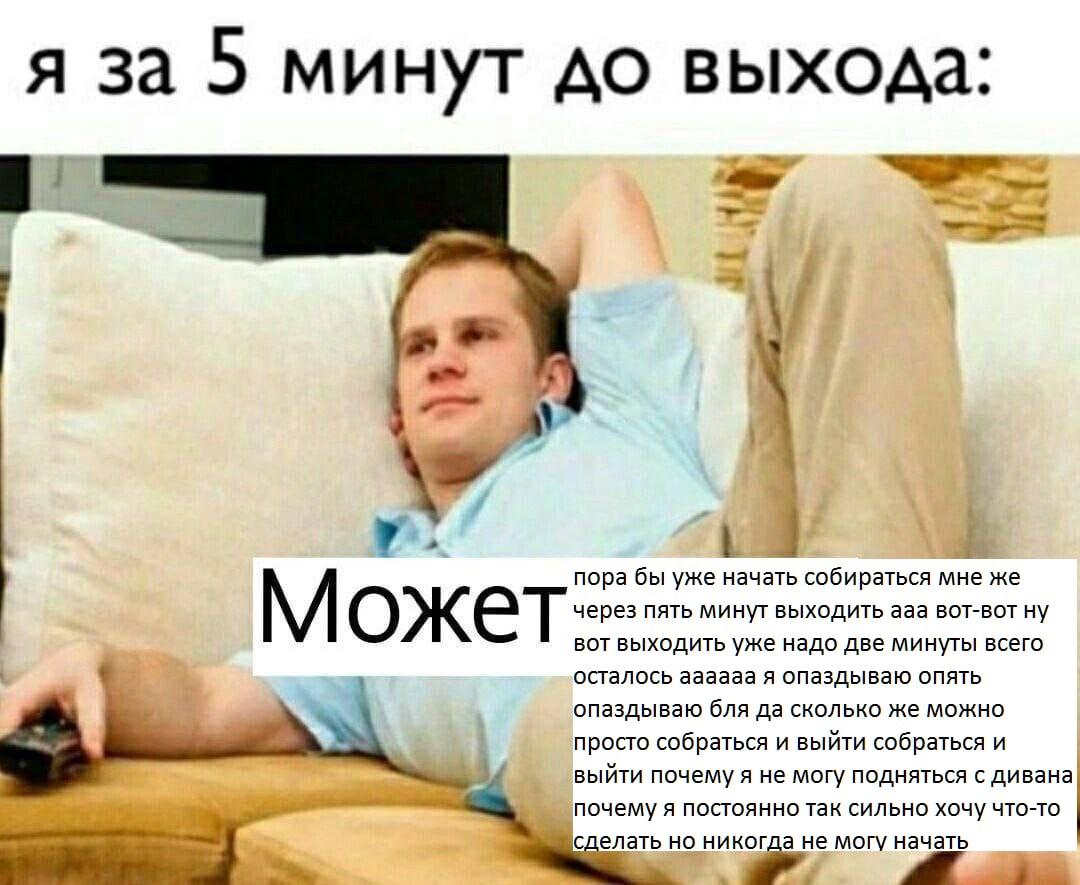 я за 5 минут до выхода:
Может
пора бы уже начать собираться мне же
через пять минут выходить ааа вот-вот ну
вот выходить уже надо две минуты всего
осталось аааааа я опаздываю опять
опаздываю бля да сколько же можно
просто собраться и выйти собраться и
выйти почему я не могу подняться с дивана
почему я постоянно так сильно хочу что-то
сделать но никогда не могу начать